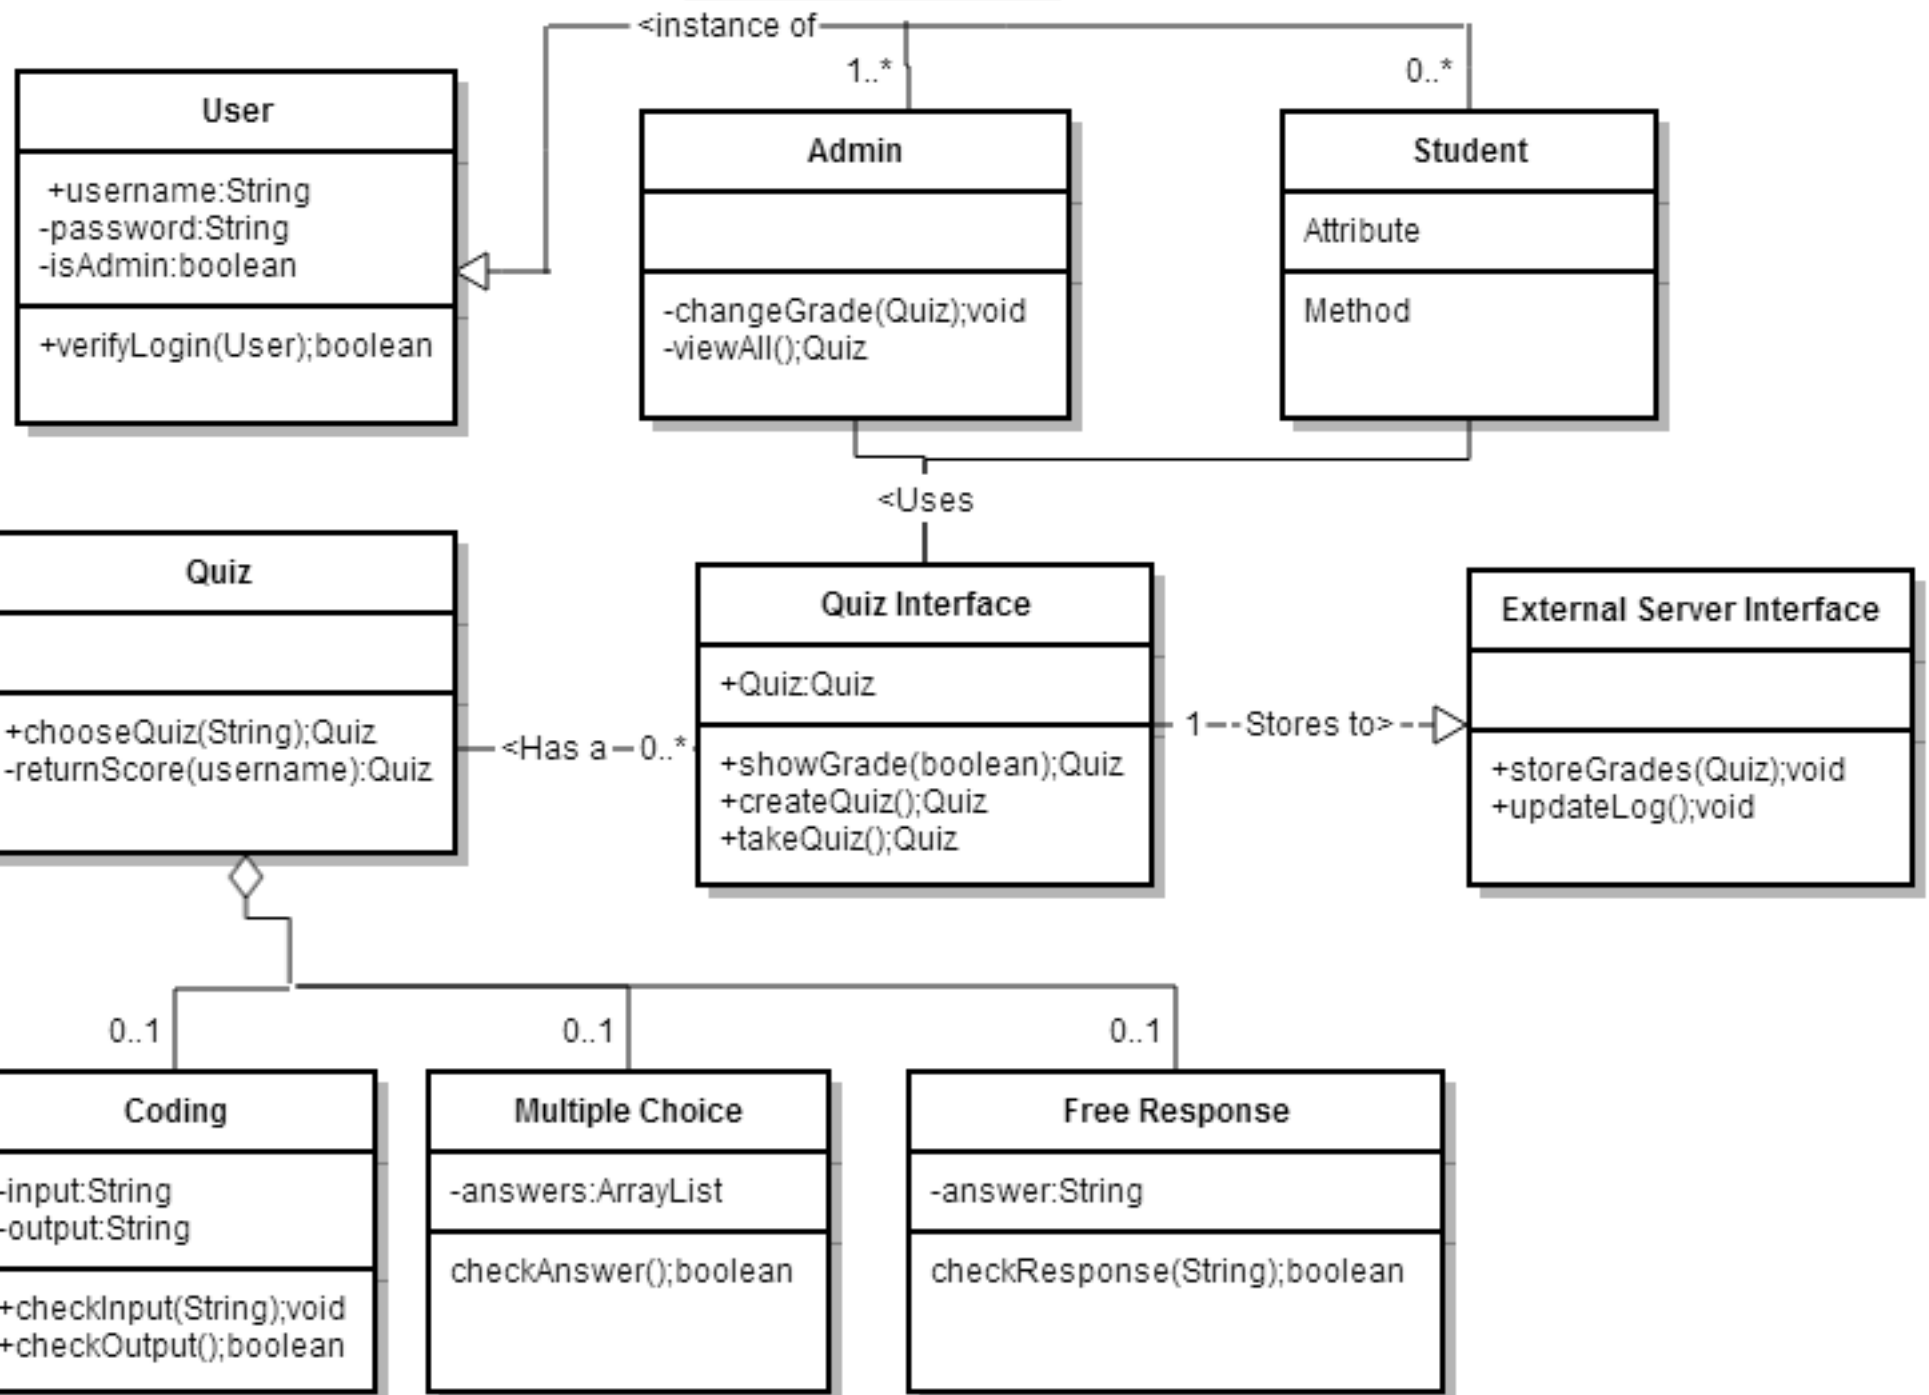 <instance of
1..*
0..*
User
+username:String
-password:String
-isAdmin:boolean
+verifyLogin(User);boolean
Admin
-changeGrade(Quiz);void
-viewAll();Quiz
Student
Attribute
Method
<Uses
Quiz
+chooseQuiz(String);Quiz
-returnScore(username):Quiz
<Has a
0..*
Quiz Interface
+Quiz:Quiz
+showGrade(boolean);Quiz
+createQuiz();Quiz
+takeQuiz();Quiz
1
Stores to>
External Server Interface
+storeGrades(Quiz);void
+updateLog();void
0..1
0..1
0..1
Coding
-input:String
-output:String
+checkInput(String);void
+checkOutput();boolean
Multiple Choice
-answers:ArrayList
checkAnswer();boolean
Free Response
-answer:String
checkResponse(String);boolean